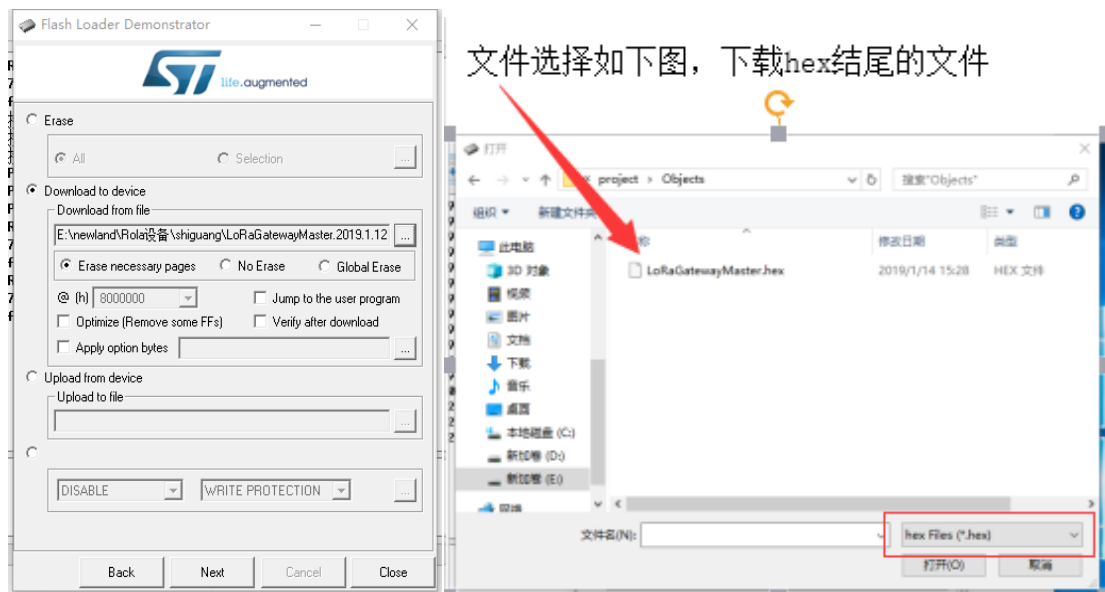 Flash Loader Demonstrator
ST
life.augmented
Erase
All
Selection
...
Download to device
Download from file
E:\newland\Rola设备\shiguang\LoRaGatewayMaster.2019.1.12
...
Erase necessary pages
No Erase
Global Erase
@ (h)
8000000
Jump to the user program
Optimize (Remove some FFs)
Verify after download
Apply option bytes
...
Upload from device
Upload to file
...
DISABLE
WRITE PROTECTION
...
Back
Next
Cancel
Close
文件选择如下图，下载hex结尾的文件
打开
project › Objects
搜索"Objects"
组织
新建文件夹
此电脑
修改日期
类型
3D 对象
LoRaGatewayMaster.hex
2019/1/14 15:28
HEX 文件
视频
图片
文档
下载
音乐
桌面
本地磁盘 (C:)
新加卷 (D:)
新加卷 (E:)
网络
文件名(N):
hex Files (*.hex)
打开(O)
取消